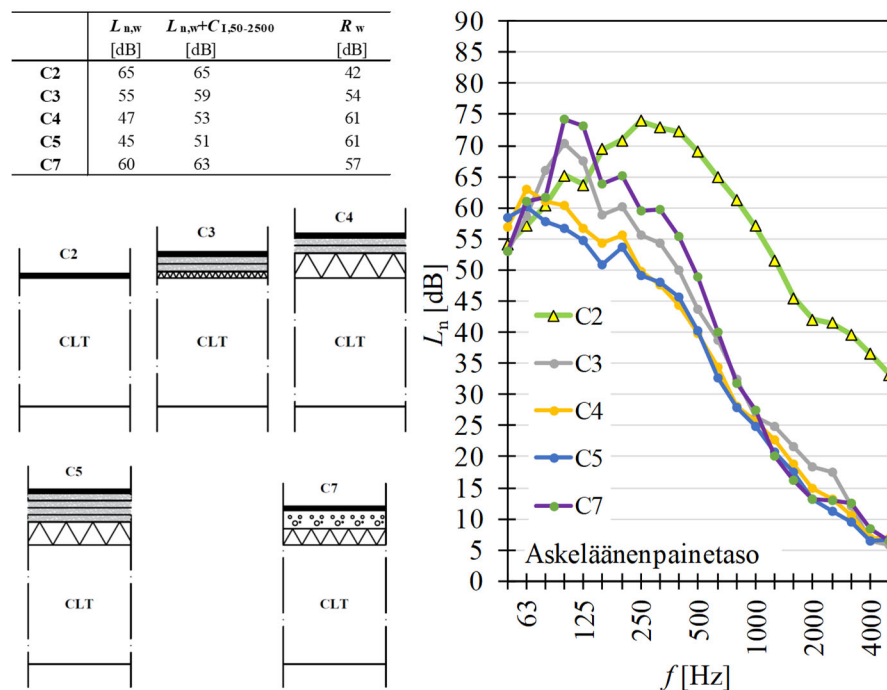 L n,w L n,w+C I,50-2500 R w
[dB] [dB] [dB]
C2 65 65 42
C3 55 59 54
C4 47 53 61
C5 45 51 61
C7 60 63 57
C2
CLT
C3
CLT
C4
CLT
C5
CLT
C7
CLT
90
85
80
75
70
65
60
55
50
45
40
35
30
25
20
15
10
5
0
Ln [dB]
C2
C3
C4
C5
C7
Askeläänenpainetaso
63 125 250 500 1000 2000 4000
f [Hz]